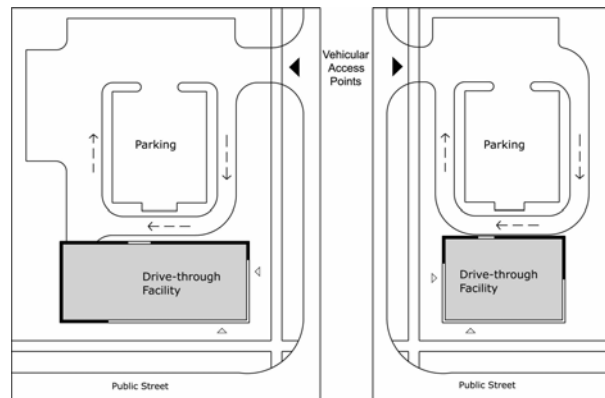 Vehicular
Access
Points
Parking
Parking
Drive-through
Facility
Drive-through
Facility
Public Street
Public Street